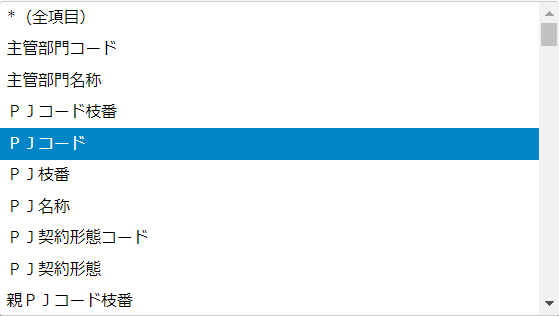 *（全項目）
主管部門コード
主管部門名称
ＰＪコード枝番
ＰＪコード
ＰＪ枝番
ＰＪ名称
ＰＪ契約形態コード
ＰＪ契約形態
親ＰＪコード枝番